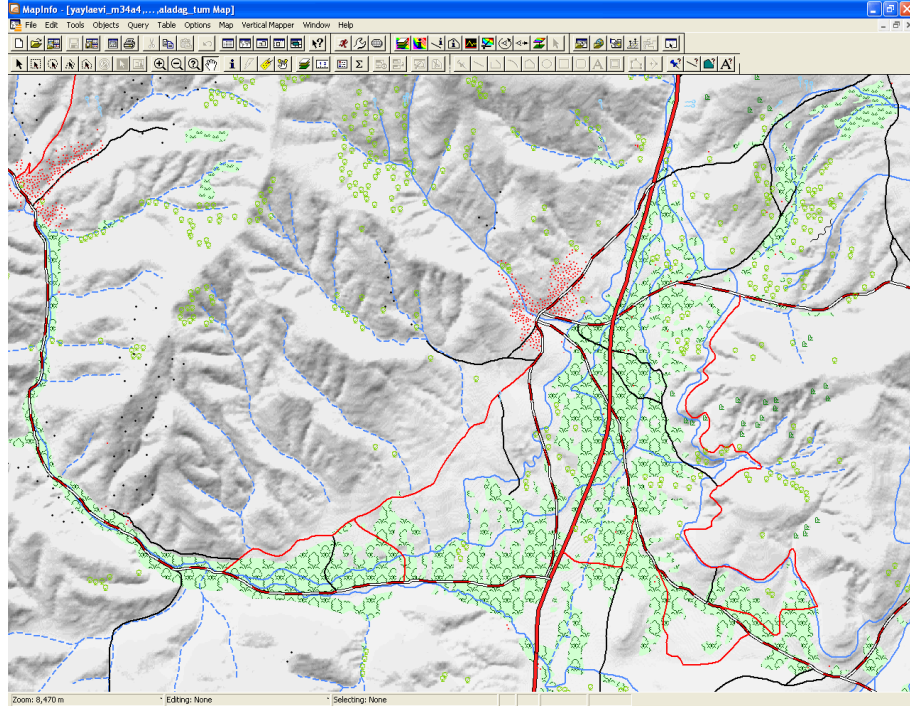 MapInfo - [yaylaevi_m34a4,...,aladag_tum Map]
File Edit Tools Objects Query Table Options Map Vertical Mapper Window Help
Zoom: 8,470 m Editing: None Selecting: None